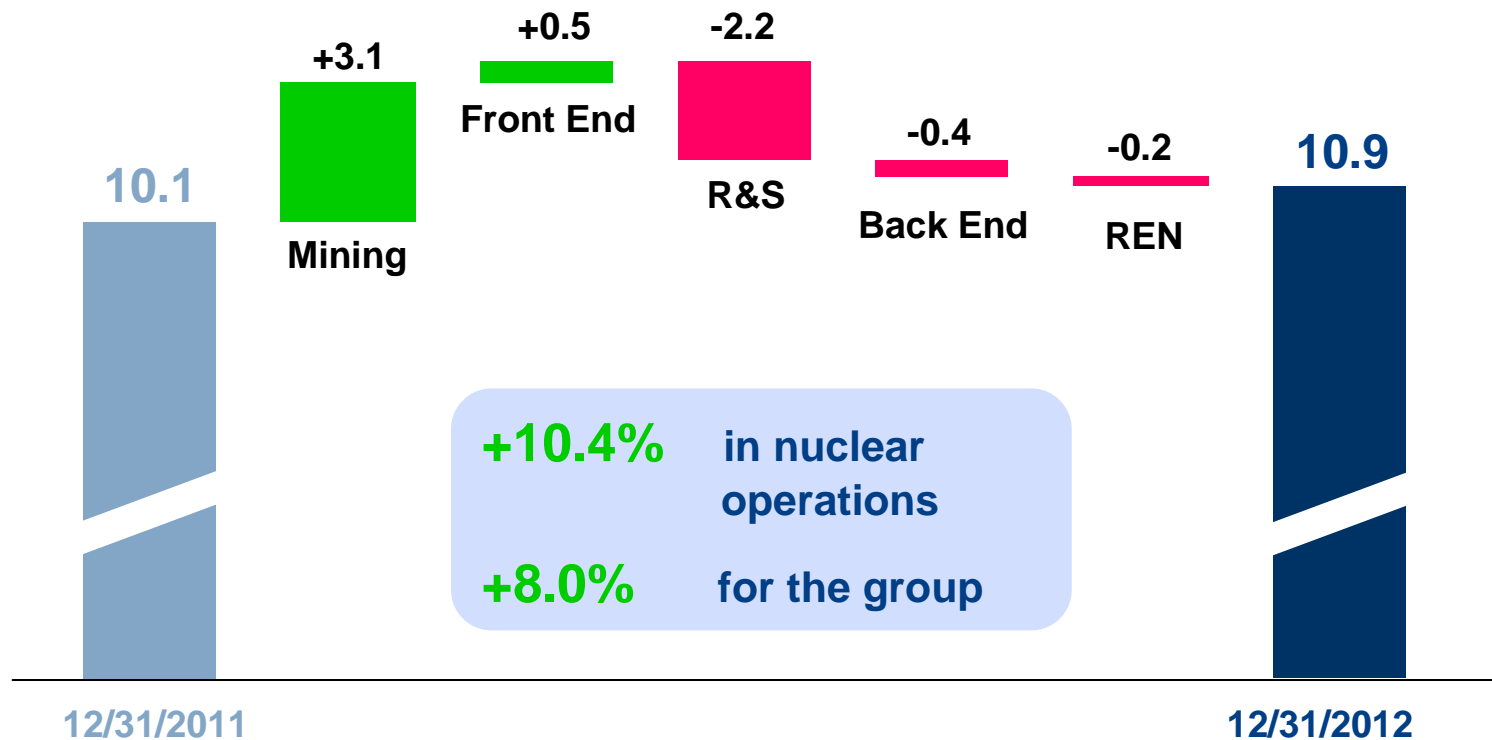 +0.5
-2.2
+3.1
Front End
-0.4
-0.2
10.9
10.1
R&S
Mining
Back End
REN
+10.4% in nuclear
operations
+8.0% for the group
12/31/2011
12/31/2012